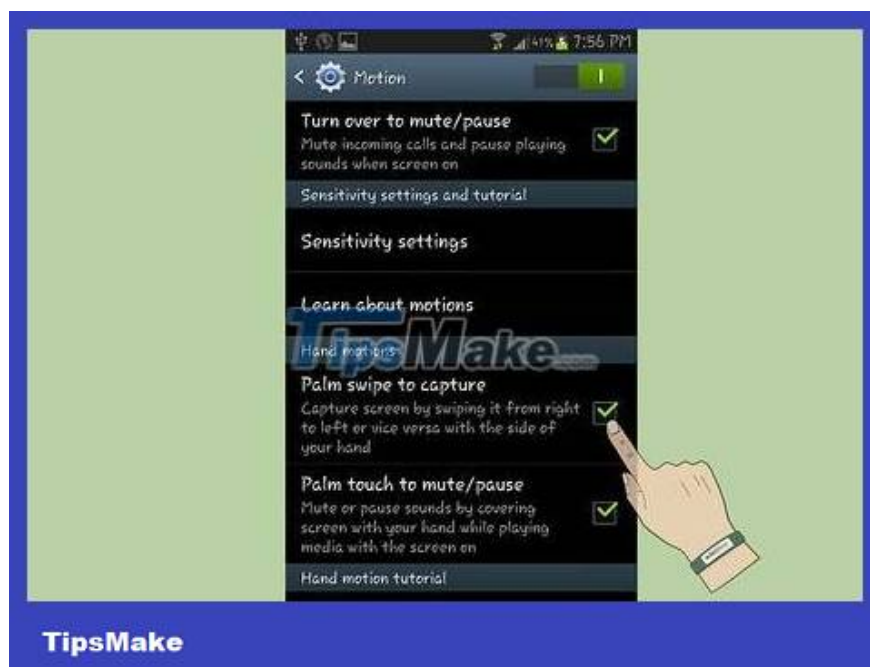 41% 7:56 PM
< Motion
Turn over to mute/pause
Mute incoming calls and pause playing
sounds when screen on
Sensitivity settings and tutorial
Sensitivity settings
Learn about motions
TipsMake.com
Hand motions
Palm swipe to capture
Capture screen by swiping it from right
to left or vice versa with the side of
your hand
Palm touch to mute/pause
Mute or pause sounds by covering
screen with your hand while playing
media with the screen on
Hand motion tutorial
TipsMake